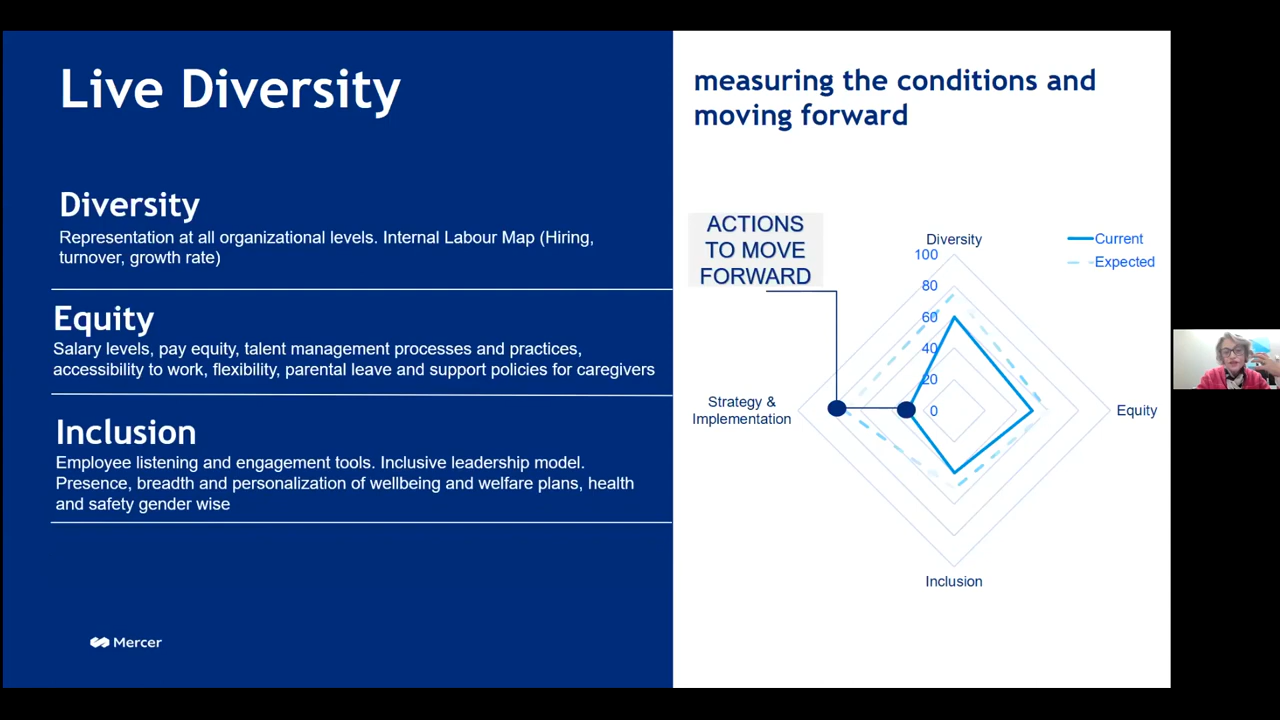 Live Diversity
Diversity
Representation at all organizational levels. Internal Labour Map (Hiring,
turnover, growth rate)
Equity
Salary levels, pay equity, talent management processes and practices,
accessibility to work, flexibility, parental leave and support policies for caregivers
Inclusion
Employee listening and engagement tools. Inclusive leadership model.
Presence, breadth and personalization of wellbeing and welfare plans, health
and safety gender wise
Mercer
measuring the conditions and
moving forward
ACTIONS
TO MOVE
FORWARD
Diversity
100
80
60
40
20
0
Current
Expected
Strategy &
Implementation
Equity
Inclusion